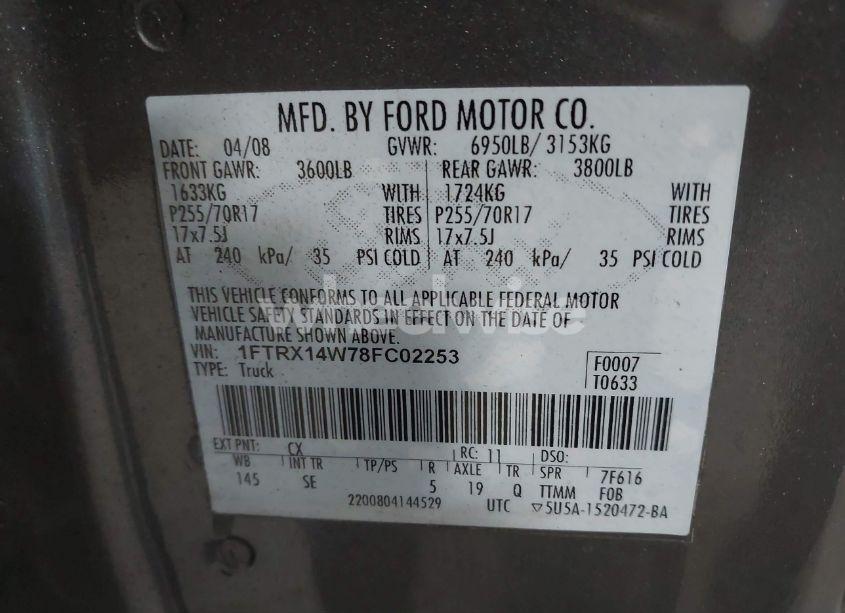 MFD. BY FORD MOTOR CO.
DATE: 04/08 GVWR: 6950LB/ 3153KG
FRONT GAWR: 3600LB REAR GAWR: 3800LB
1633KG WITH 1724KG WITH
P255/70R17 TIRES P255/70R17 TIRES
17x7.5J RIMS 17x7.5J RIMS
AT 240 kPa/ 35 PSI COLD AT 240 kPa/ 35 PSI COLD
THIS VEHICLE CONFORMS TO ALL APPLICABLE FEDERAL MOTOR
VEHICLE SAFETY STANDARDS IN EFFECT ON THE DATE OF
MANUFACTURE SHOWN ABOVE.
VIN: 1FTRX14W78FC02253
TYPE: Truck
F0007
T0633
EXT PNT: CX RC: 11 DSO:
WB INT TR TP/PS R AXLE TR SPR 7F616
145 SE 5 19 Q TTMM FOB
2200804144529 UTC ▽5U5A-1520472-BA